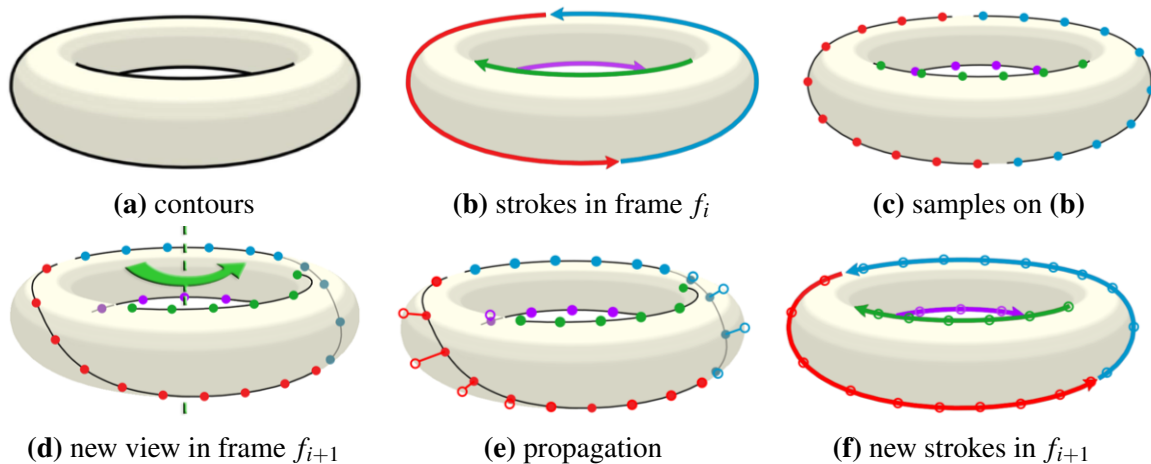 (a) contours
(b) strokes in frame f_i
(c) samples on (b)
(d) new view in frame f_{i+1}
(e) propagation
(f) new strokes in f_{i+1}